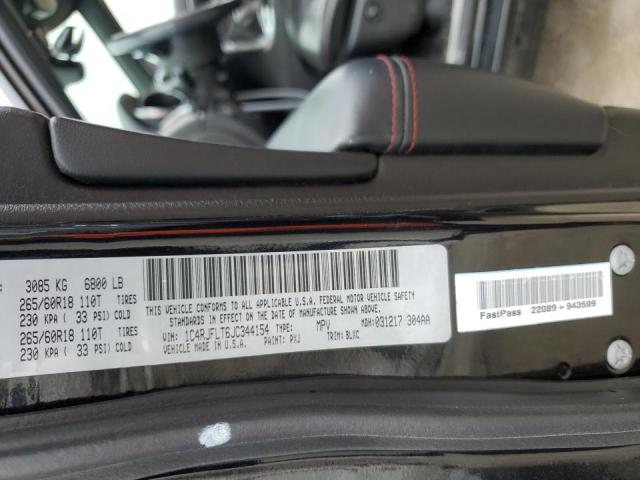 : 3085 KG 6800 LB
265/60R18 110T TIRES
230 KPA ( 33 PSI) COLD
265/60R18 110T TIRES
230 KPA ( 33 PSI) COLD
THIS VEHICLE CONFORMS TO ALL APPLICABLE U.S.A. FEDERAL MOTOR VEHICLE SAFETY
STANDARDS IN EFFECT ON THE DATE OF MANUFACTURE SHOWN ABOVE.
VIN: 1C4RJFLT6JC344154 TYPE: MPV MDH:031217 304AA
MADE IN U.S.A. PAINT: PXJ TRIM: BLXC
FastPass 22089 - 943599